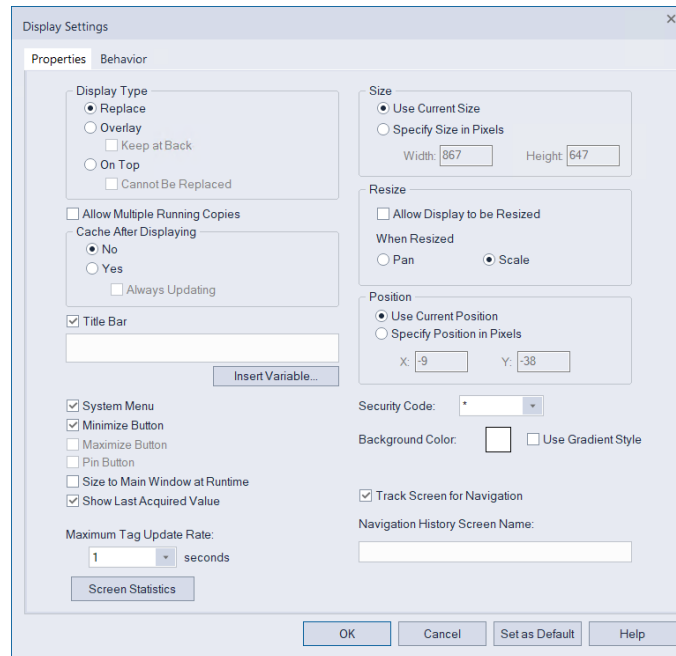 Display Settings
Properties Behavior
Display Type
Replace
Overlay
Keep at Back
On Top
Cannot Be Replaced
Allow Multiple Running Copies
Cache After Displaying
No
Yes
Always Updating
Title Bar
Insert Variable...
System Menu
Minimize Button
Maximize Button
Pin Button
Size to Main Window at Runtime
Show Last Acquired Value
Maximum Tag Update Rate:
1 seconds
Screen Statistics
Size
Use Current Size
Specify Size in Pixels
Width: 867 Height: 647
Resize
Allow Display to be Resized
When Resized
Pan Scale
Position
Use Current Position
Specify Position in Pixels
X: -9 Y: -38
Security Code: *
Background Color: Use Gradient Style
Track Screen for Navigation
Navigation History Screen Name:
OK Cancel Set as Default Help